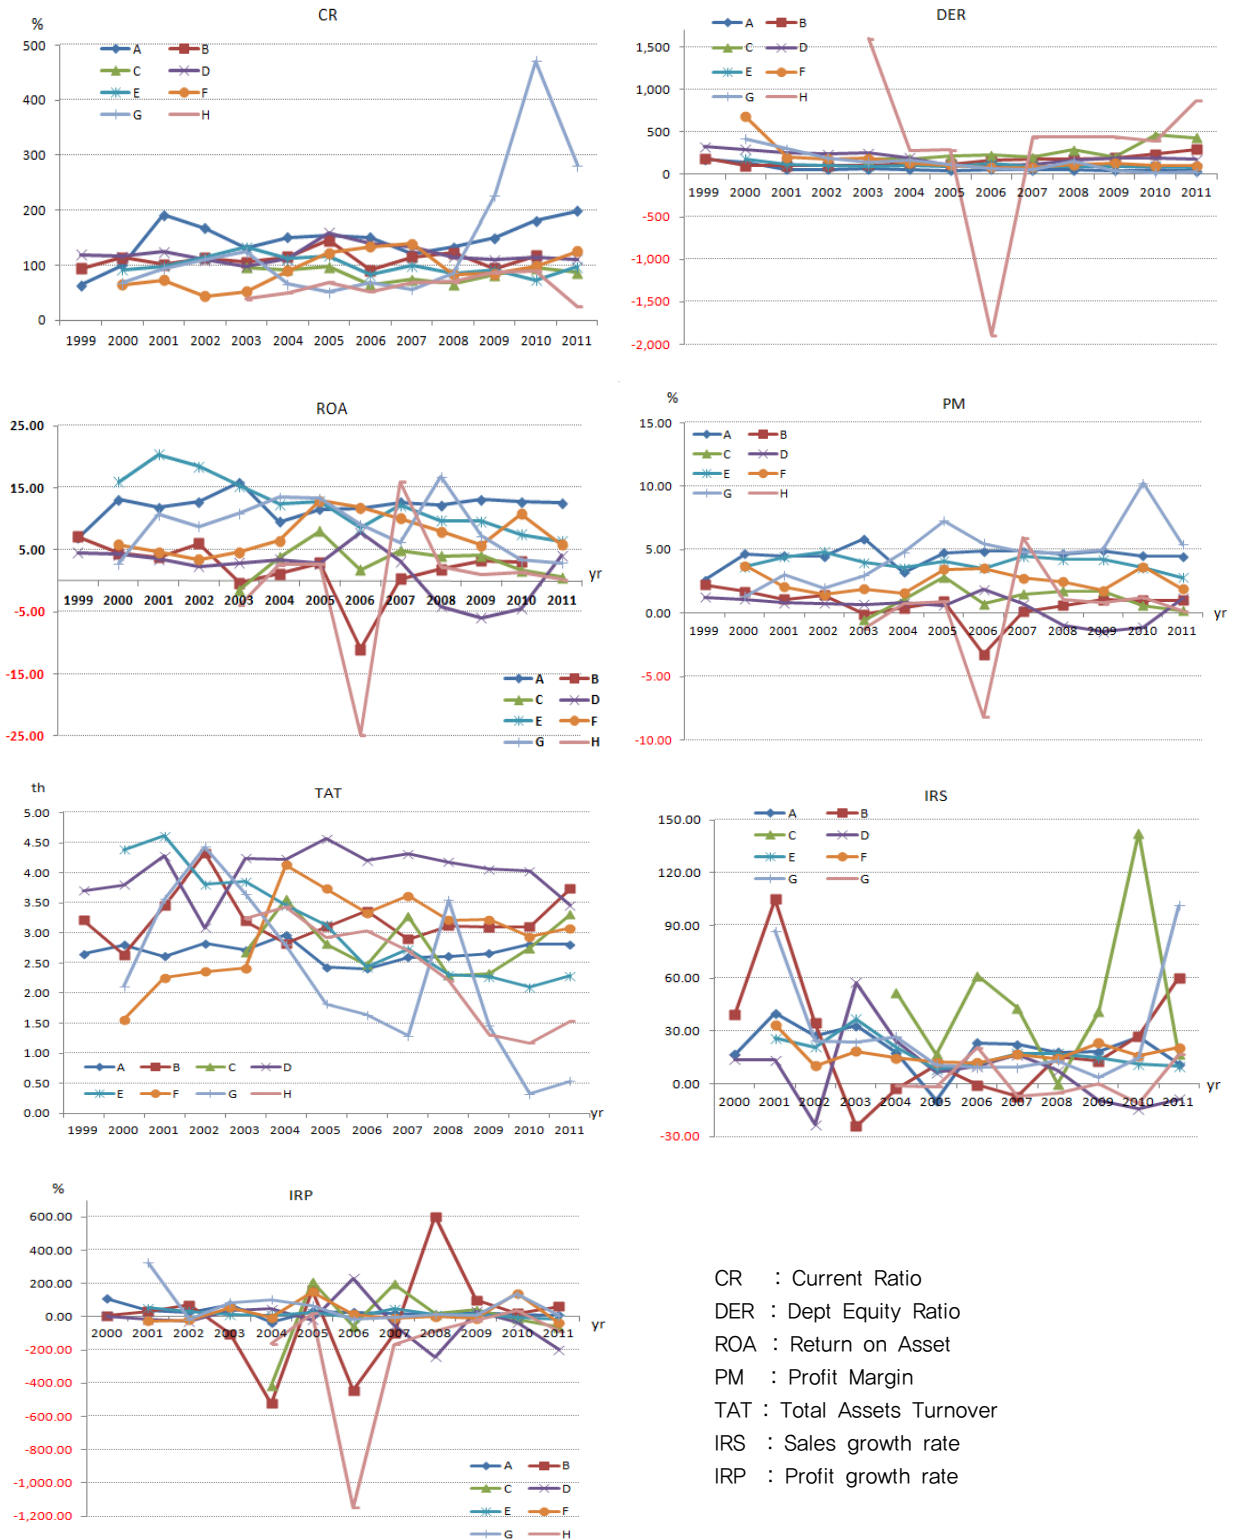 CR
%
A B
C D
E F
G H
500
400
300
200
100
0
1999 2000 2001 2002 2003 2004 2005 2006 2007 2008 2009 2010 2011
DER
A B
C D
E F
G H
1,500
1,000
500
0
-500
-1,000
-1,500
-2,000
1999 2000 2001 2002 2003 2004 2005 2006 2007 2008 2009 2010 2011
ROA
25.00
15.00
5.00
-5.00
-15.00
-25.00
yr
1999 2000 2001 2002 2003 2004 2005 2006 2007 2008 2009 2010 2011
A B
C D
E F
G H
%
PM
15.00
10.00
5.00
0.00
-5.00
-10.00
A B
C D
E F
G H
yr
1999 2000 2001 2002 2003 2004 2005 2006 2007 2008 2009 2010 2011
th
TAT
5.00
4.50
4.00
3.50
3.00
2.50
2.00
1.50
1.00
0.50
0.00
A B C D
E F G H
1999 2000 2001 2002 2003 2004 2005 2006 2007 2008 2009 2010 2011
yr
IRS
A B
C D
E F
G G
150.00
120.00
90.00
60.00
30.00
0.00
-30.00
yr
2000 2001 2002 2003 2004 2005 2006 2007 2008 2009 2010 2011
%
IRP
600.00
400.00
200.00
0.00
-200.00
-400.00
-600.00
-800.00
-1,000.00
-1,200.00
yr
2000 2001 2002 2003 2004 2005 2006 2007 2008 2009 2010 2011
A B
C D
E F
G H
CR : Current Ratio
DER : Dept Equity Ratio
ROA : Return on Asset
PM : Profit Margin
TAT : Total Assets Turnover
IRS : Sales growth rate
IRP : Profit growth rate